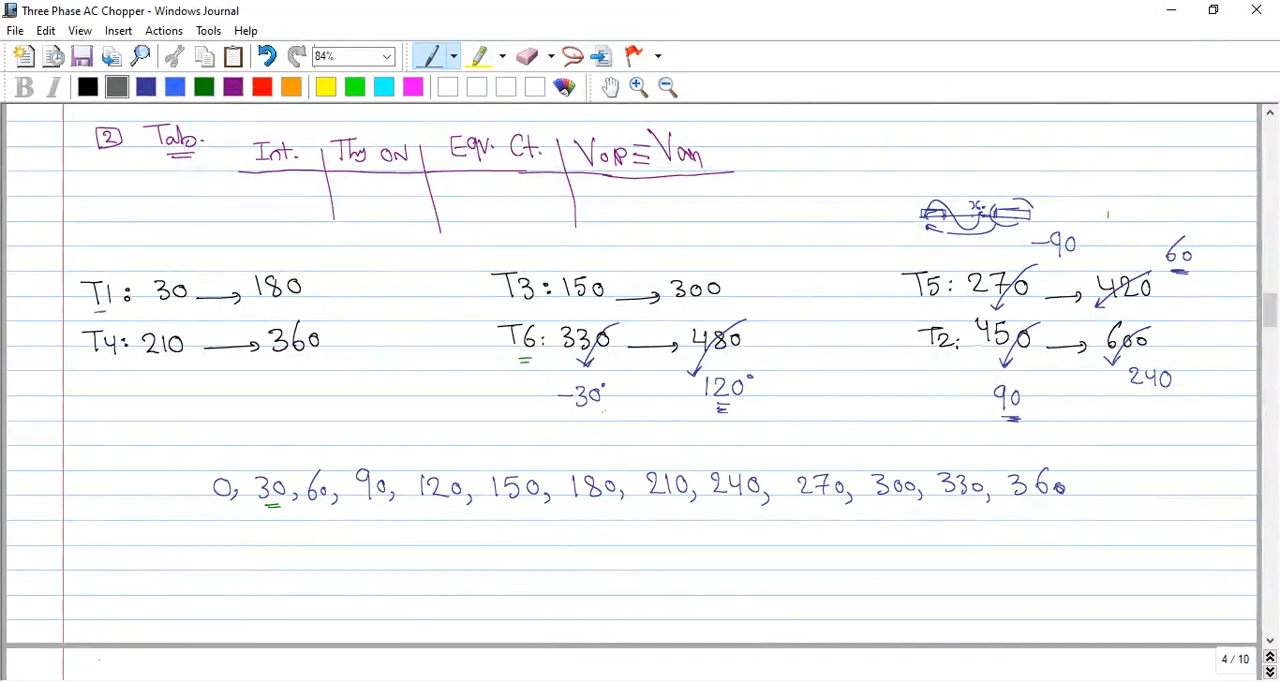 Three Phase AC Chopper - Windows Journal
File Edit View Insert Actions Tools Help
84%
B I
2 Tab.
Int. Thy ON Eqv. Ct. VoR≡Van
-90 60
T1: 30 → 180 T3: 150 → 300 T5: 270 → 420
T4: 210 → 360 T6: 330 → 480 T2: 450 → 600
-30° 120° 90 240
0, 30, 60, 90, 120, 150, 180, 210, 240, 270, 300, 330, 360
4 / 10